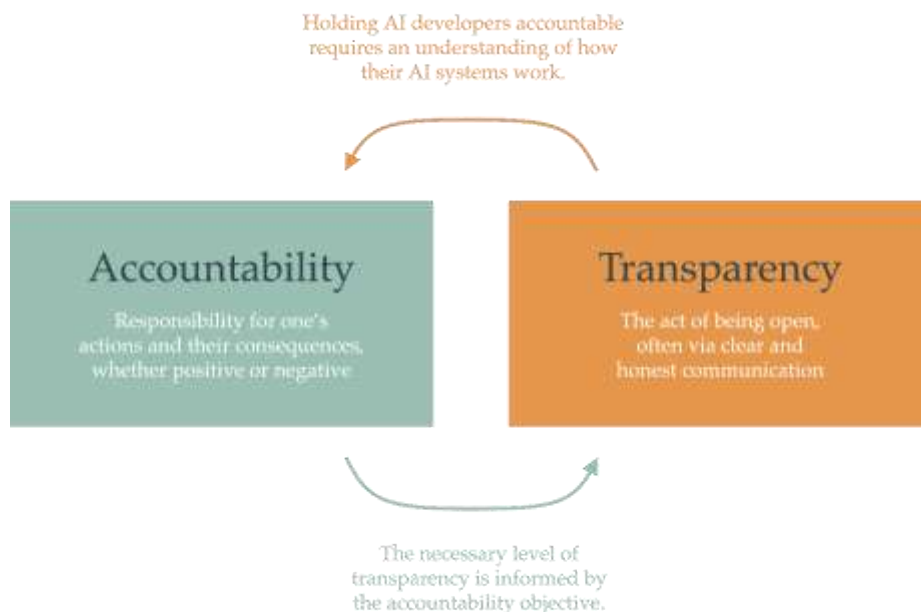 Holding AI developers accountable
requires an understanding of how
their AI systems work.
Accountability
Responsibility for one's
actions and their consequences,
whether positive or negative
Transparency
The act of being open,
often via clear and
honest communication
The necessary level of
transparency is informed by
the accountability objective.